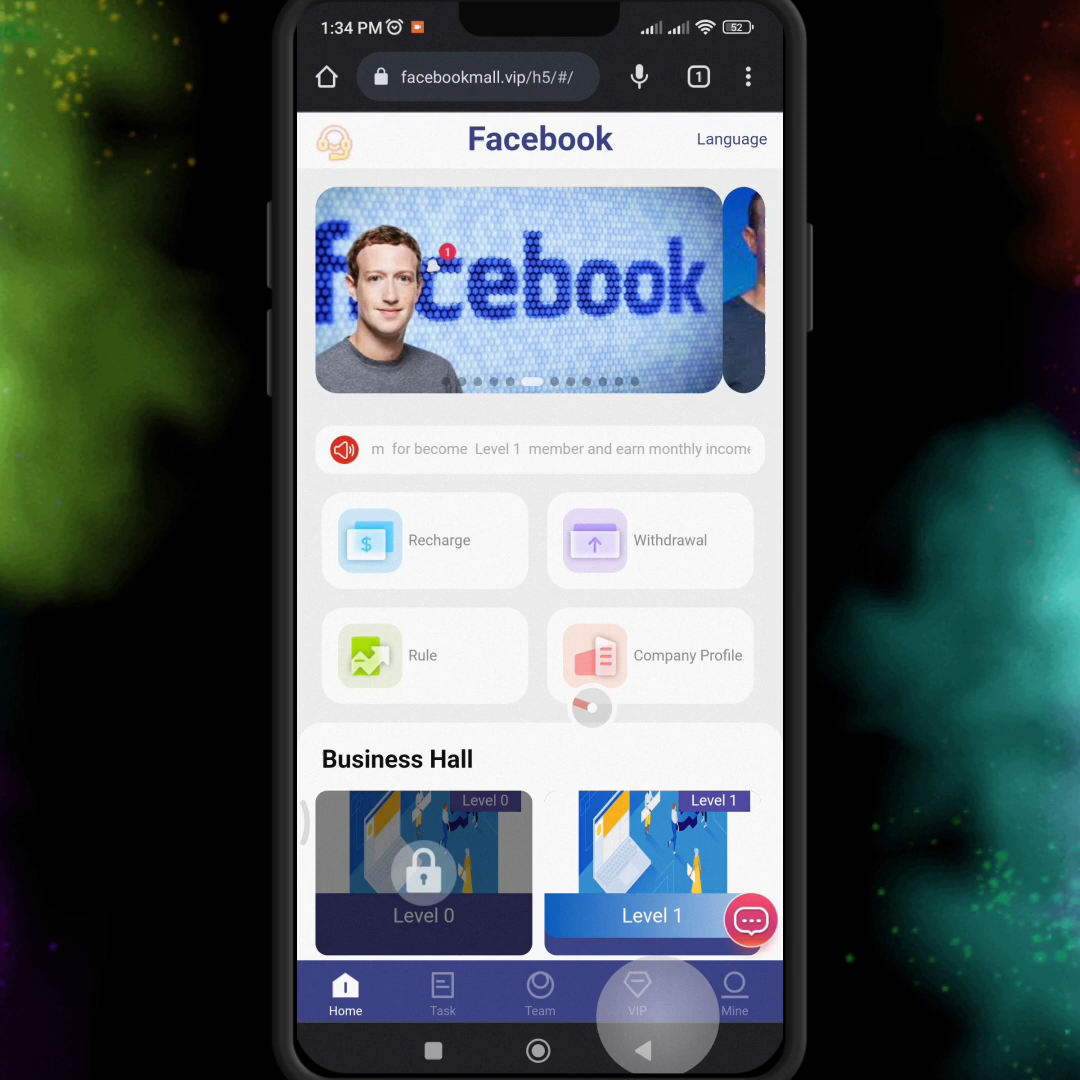 1:34 PM
52
facebookmall.vip/h5/#/
1
Facebook
Language
facebook
1
m for become Level 1 member and earn monthly income
$
Recharge
Withdrawal
Rule
Company Profile
Business Hall
Level 0
Level 1
Level 0
Level 1
Home
Task
Team
VIP
Mine